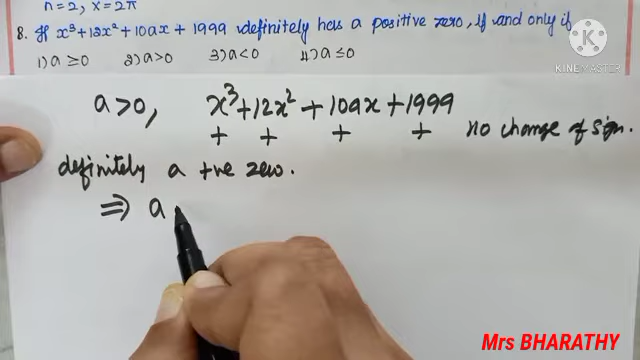 n=2, x=2π
8. If x³+12x²+10ax+1999 definitely has a positive zero, if and only if
1) a ≥0 2) a>0 3) a<0 4) a ≤0
KINEMASTER
a>0, x³+12x²+10ax+1999
+ + + + no change of sign.
definitely a +ve zero.
⇒ a
Mrs BHARATHY